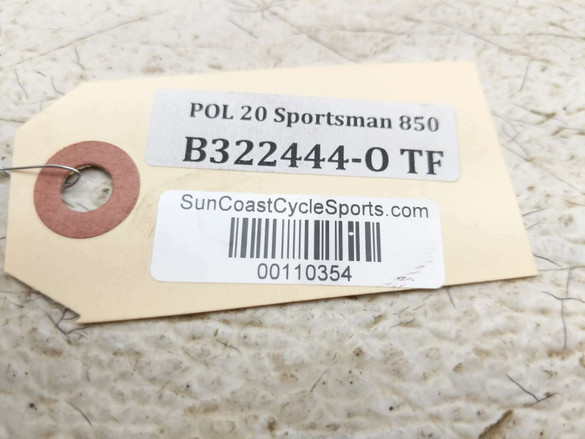 POL 20 Sportsman 850
B322444-O TF
SunCoastCycleSports.com
00110354